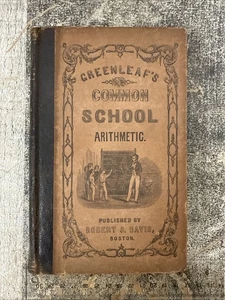 GREENLEAF'S
COMMON
SCHOOL
ARITHMETIC.
PUBLISHED BY
ROBERT S. DAVIS,
BOSTON.